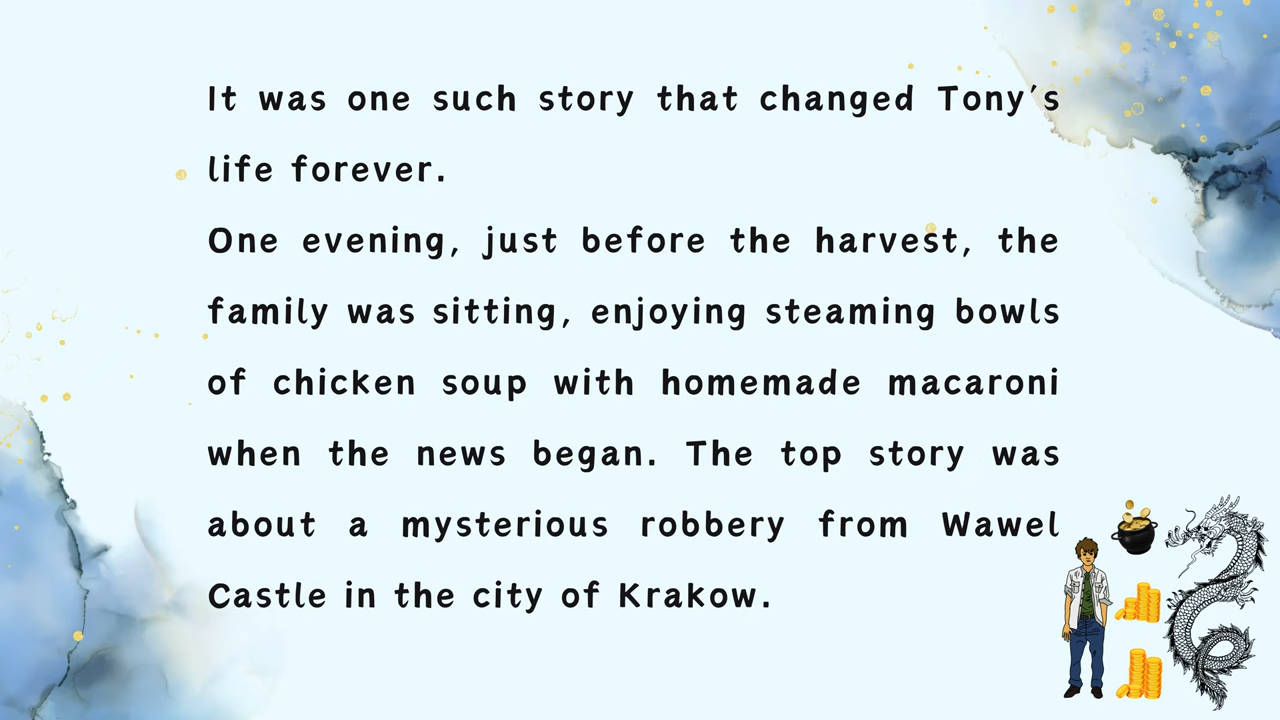 It was one such story that changed Tony's
life forever.
One evening, just before the harvest, the
family was sitting, enjoying steaming bowls
of chicken soup with homemade macaroni
when the news began. The top story was
about a mysterious robbery from Wawel
Castle in the city of Krakow.